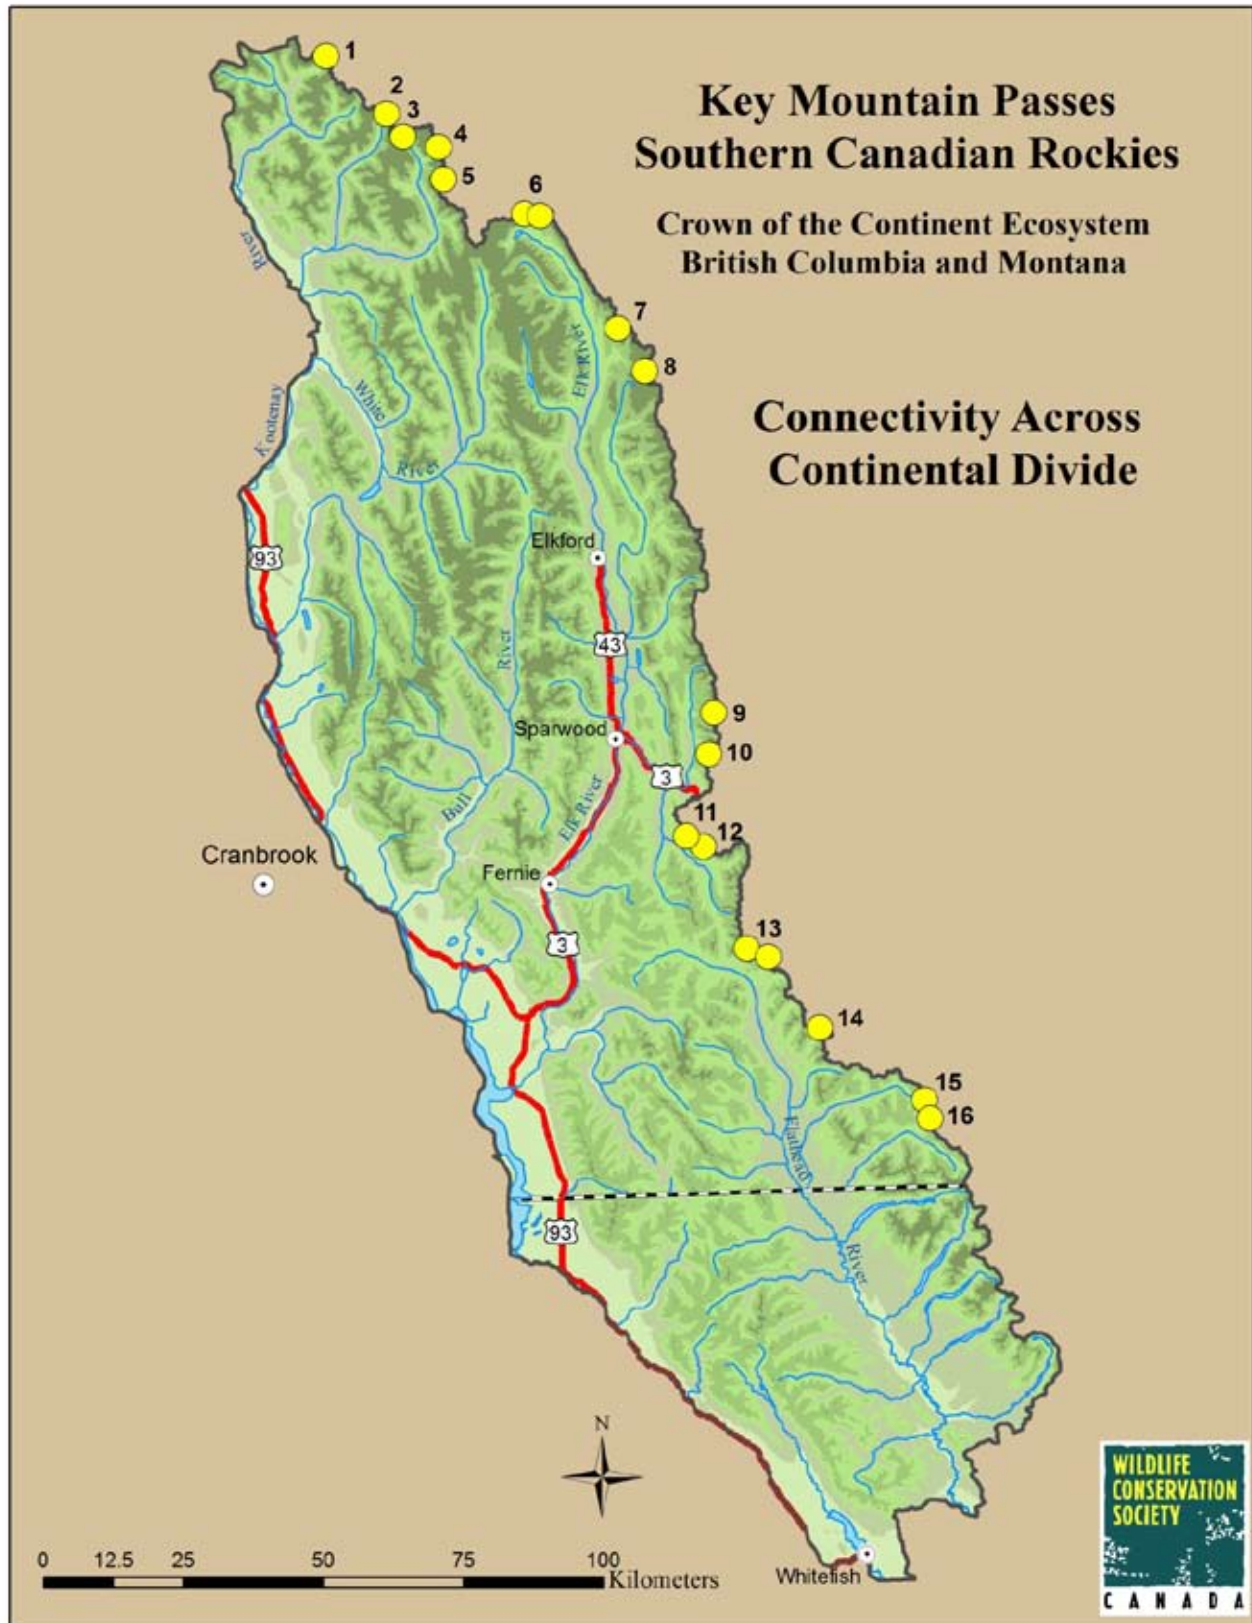 Key Mountain Passes
Southern Canadian Rockies
Crown of the Continent Ecosystem
British Columbia and Montana
Connectivity Across
Continental Divide
1
2
3
4
5
6
7
8
River
Elk River
Kootenay
White
River
Elkford
93
43
River
9
Sparwood
10
3
11
12
Elk River
Bull
Cranbrook
Fernie
3
13
14
15
16
Flathead
93
River
N
0 12.5 25 50 75 100
Kilometers
Whitefish
WILDLIFE
CONSERVATION
SOCIETY
CANADA